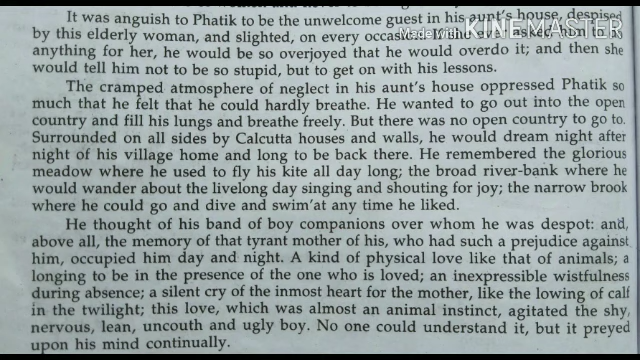 It was anguish to Phatik to be the unwelcome guest in his aunt's house, despised
by this elderly woman, and slighted, on every occasion. asked him to
anything for her, he would be so overjoyed that he would overdo it; and then she
would tell him not to be so stupid, but to get on with his lessons.
The cramped atmosphere of neglect in his aunt's house oppressed Phatik so
much that he felt that he could hardly breathe. He wanted to go out into the open
country and fill his lungs and breathe freely. But there was no open country to go to.
Surrounded on all sides by Calcutta houses and walls, he would dream night after
night of his village home and long to be back there. He remembered the glorious
meadow where he used to fly his kite all day long; the broad river-bank where he
would wander about the livelong day singing and shouting for joy; the narrow brook
where he could go and dive and swim'at any time he liked.
He thought of his band of boy companions over whom he was despot: and,
above all, the memory of that tyrant mother of his, who had such a prejudice against
him, occupied him day and night. A kind of physical love like that of animals; a
longing to be in the presence of the one who is loved; an inexpressible wistfulness
during absence; a silent cry of the inmost heart for the mother, like the lowing of calf
in the twilight; this love, which was almost an animal instinct, agitated the shy,
nervous, lean, uncouth and ugly boy. No one could understand it, but it preyed
upon his mind continually.
Made with KINEMASTER